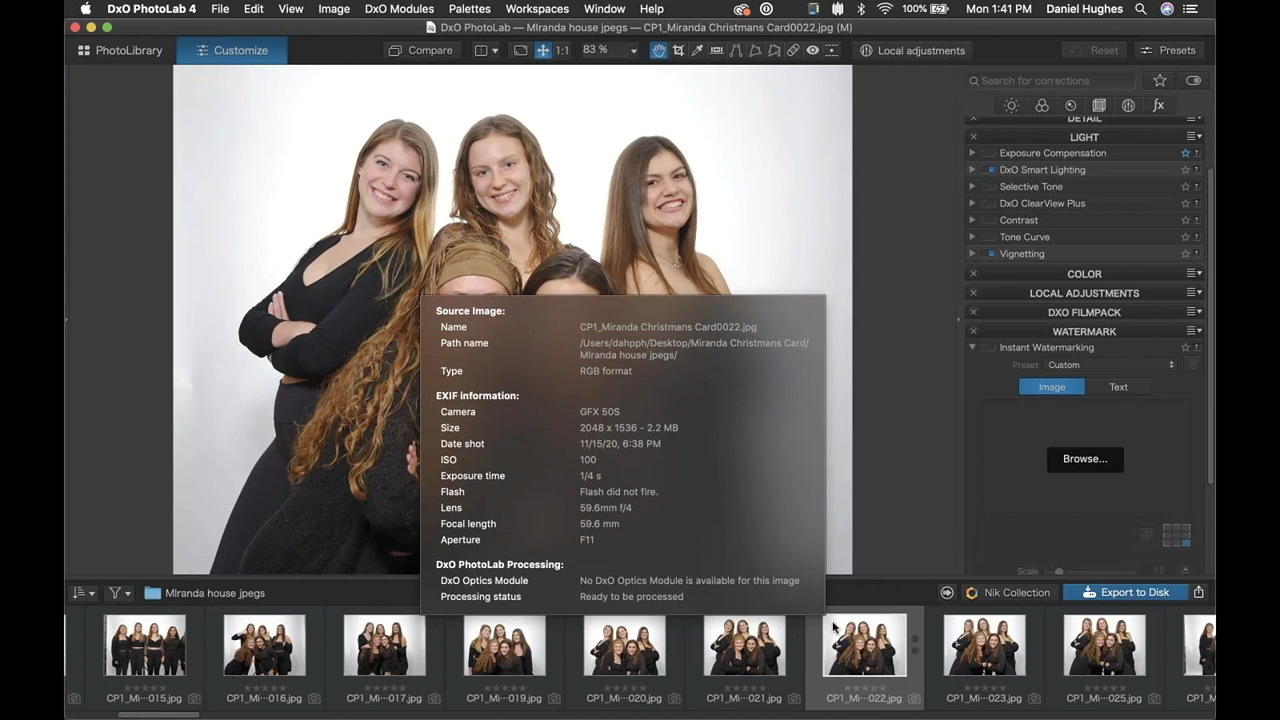 DxO PhotoLab 4 File Edit View Image DxO Modules Palettes Workspaces Window Help 100% Mon 1:41 PM Daniel Hughes
DxO PhotoLab — MIranda house jpegs — CP1_Miranda Christmans Card0022.jpg (M)
PhotoLibrary Customize Compare 1:1 83 % Local adjustments Reset Presets
Search for corrections
fx
DETAIL
LIGHT
Exposure Compensation
DxO Smart Lighting
Selective Tone
DxO ClearView Plus
Contrast
Tone Curve
Vignetting
COLOR
LOCAL ADJUSTMENTS
DXO FILMPACK
WATERMARK
Instant Watermarking
Preset Custom
Image Text
Browse...
Scale 15
Source Image:
Name CP1_Miranda Christmans Card0022.jpg
Path name /Users/dahpph/Desktop/Miranda Christmans Card/
MIranda house jpegs/
Type RGB format
EXIF information:
Camera GFX 50S
Size 2048 x 1536 - 2.2 MB
Date shot 11/15/20, 6:38 PM
ISO 100
Exposure time 1/4 s
Flash Flash did not fire.
Lens 59.6mm f/4
Focal length 59.6 mm
Aperture F11
DxO PhotoLab Processing:
DxO Optics Module No DxO Optics Module is available for this image
Processing status Ready to be processed
MIranda house jpegs Nik Collection Export to Disk
CP1_Mi···015.jpg CP1_Mi···016.jpg CP1_Mi···017.jpg CP1_Mi···019.jpg CP1_Mi···020.jpg CP1_Mi···021.jpg CP1_Mi···022.jpg CP1_Mi···023.jpg CP1_Mi···025.jpg CP1_M